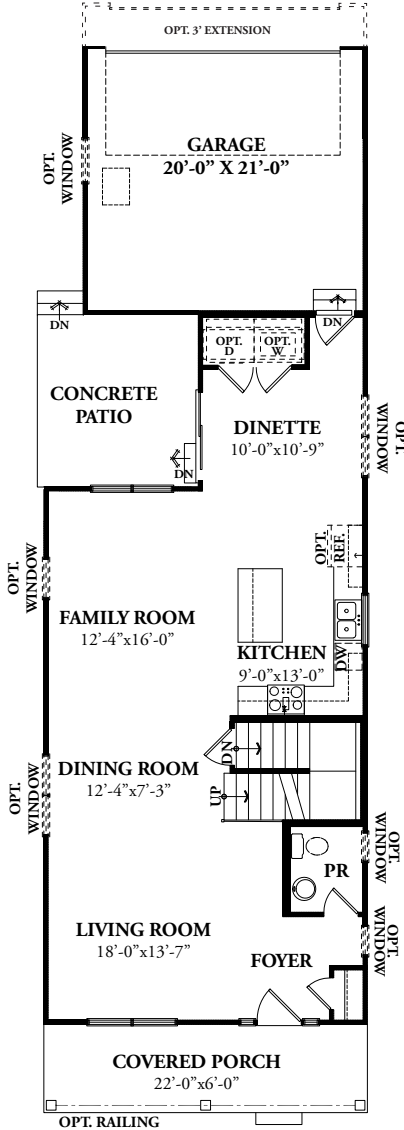 OPT. 3' EXTENSION
GARAGE
20'-0" X 21'-0"
OPT.
WINDOW
DN
DN
OPT.
D
OPT.
W
CONCRETE
PATIO
DINETTE
10'-0"x10'-9"
OPT.
WINDOW
DN
OPT.
REF.
OPT.
WINDOW
FAMILY ROOM
12'-4"x16'-0"
KITCHEN
9'-0"x13'-0"
DW
DN
DINING ROOM
12'-4"x7'-3"
OPT.
WINDOW
UP
PR
OPT.
WINDOW
LIVING ROOM
18'-0"x13'-7"
FOYER
OPT.
WINDOW
COVERED PORCH
22'-0"x6'-0"
OPT. RAILING